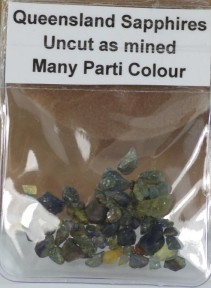 Queensland Sapphires
Uncut as mined
Many Parti Colour